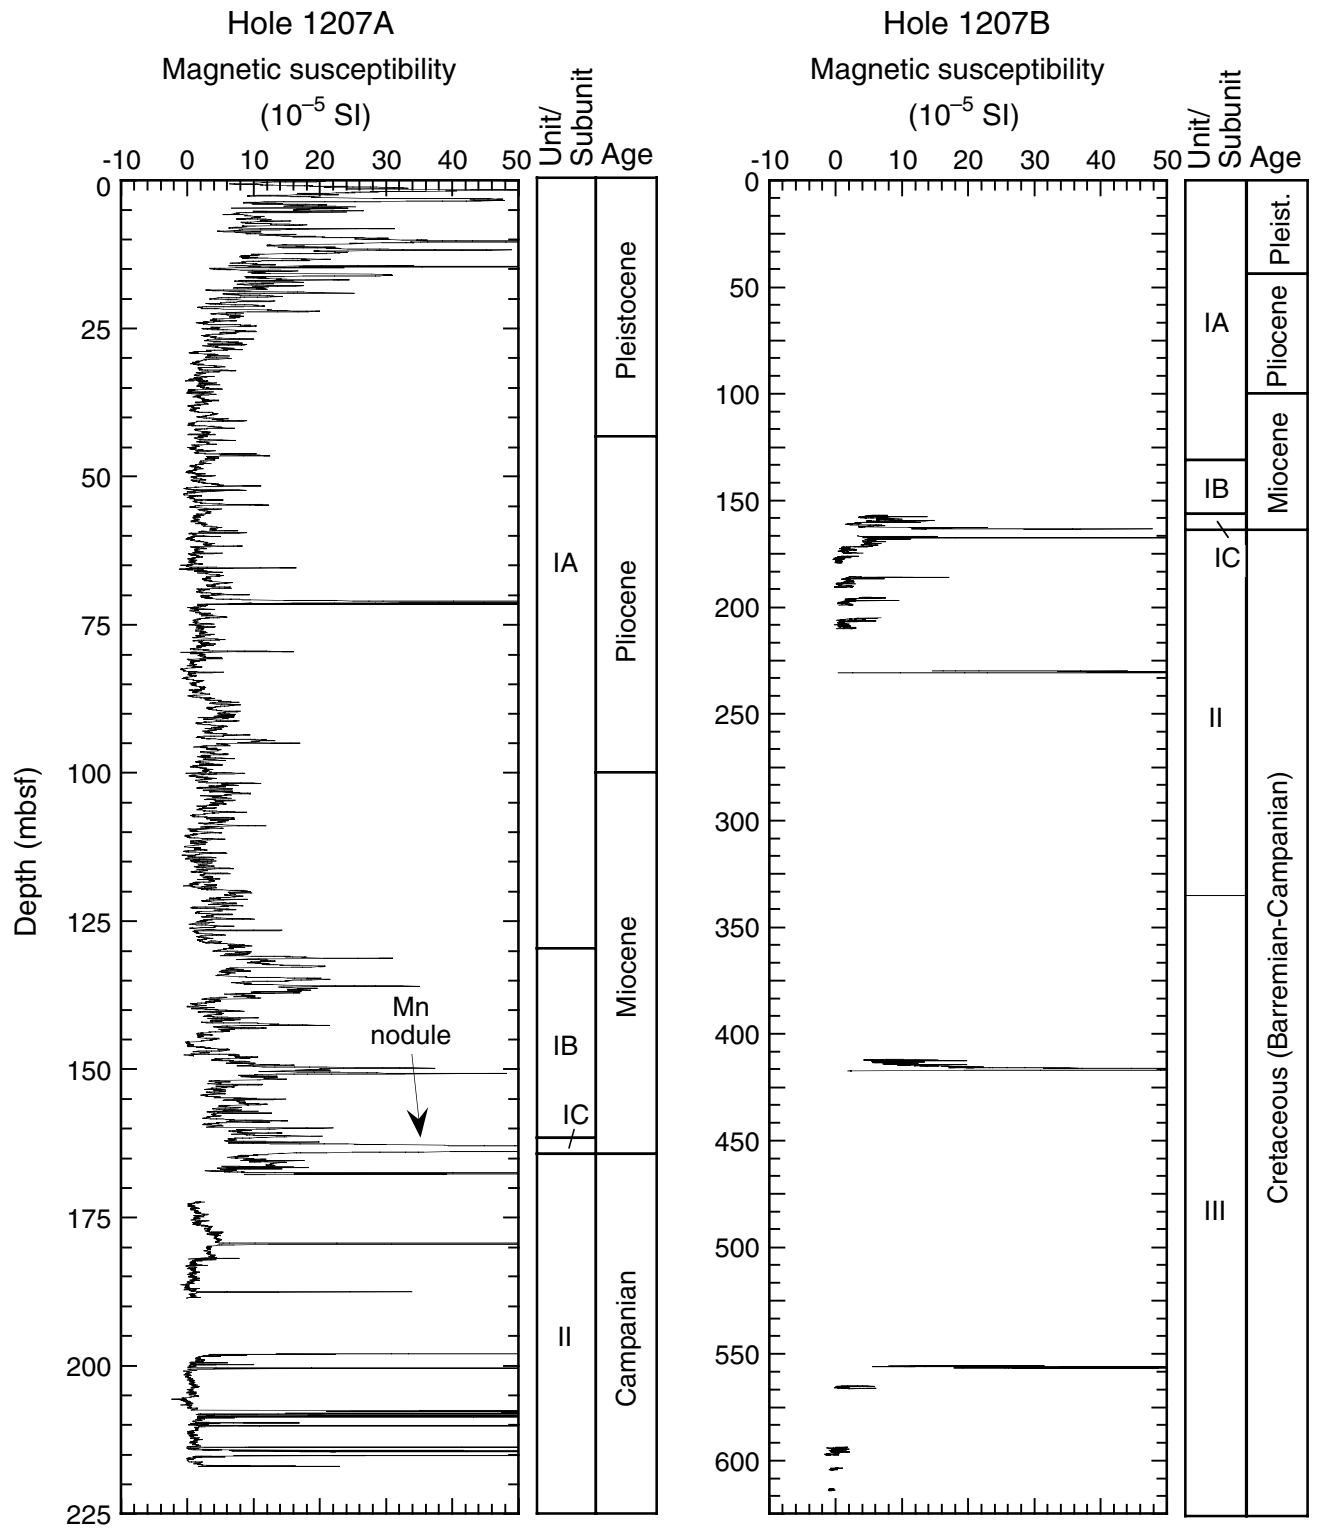 Hole 1207A
Magnetic susceptibility
(10–5 SI)
Unit/
Subunit
Age
-10 0 10 20 30 40 50
0
25
50
75
100
125
150
175
200
225
Depth (mbsf)
Mn
nodule
IA
IB
IC
II
Pleistocene
Pliocene
Miocene
Campanian
Hole 1207B
Magnetic susceptibility
(10–5 SI)
Unit/
Subunit
Age
-10 0 10 20 30 40 50
0
50
100
150
200
250
300
350
400
450
500
550
600
IA
IB
IC
II
III
Pleist.
Pliocene
Miocene
Cretaceous (Barremian-Campanian)